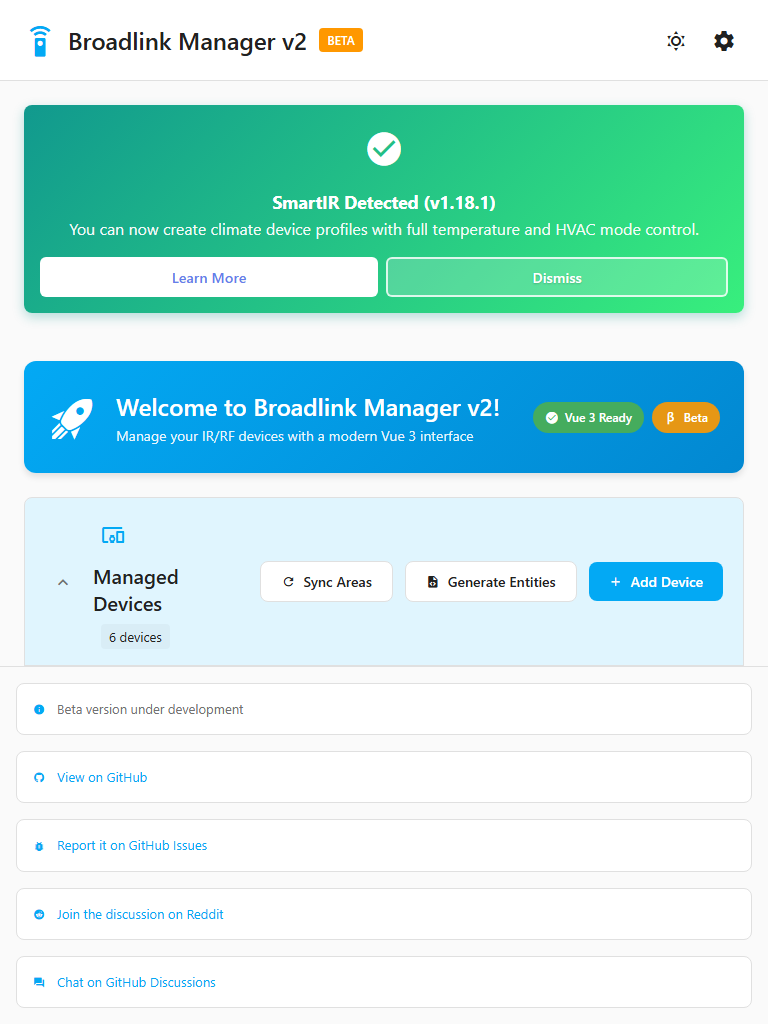 Broadlink Manager v2 BETA
SmartIR Detected (v1.18.1)
You can now create climate device profiles with full temperature and HVAC mode control.
Learn More Dismiss
Welcome to Broadlink Manager v2!
Manage your IR/RF devices with a modern Vue 3 interface
Vue 3 Ready β Beta
Managed
Devices
6 devices
Sync Areas Generate Entities + Add Device
Beta version under development
View on GitHub
Report it on GitHub Issues
Join the discussion on Reddit
Chat on GitHub Discussions